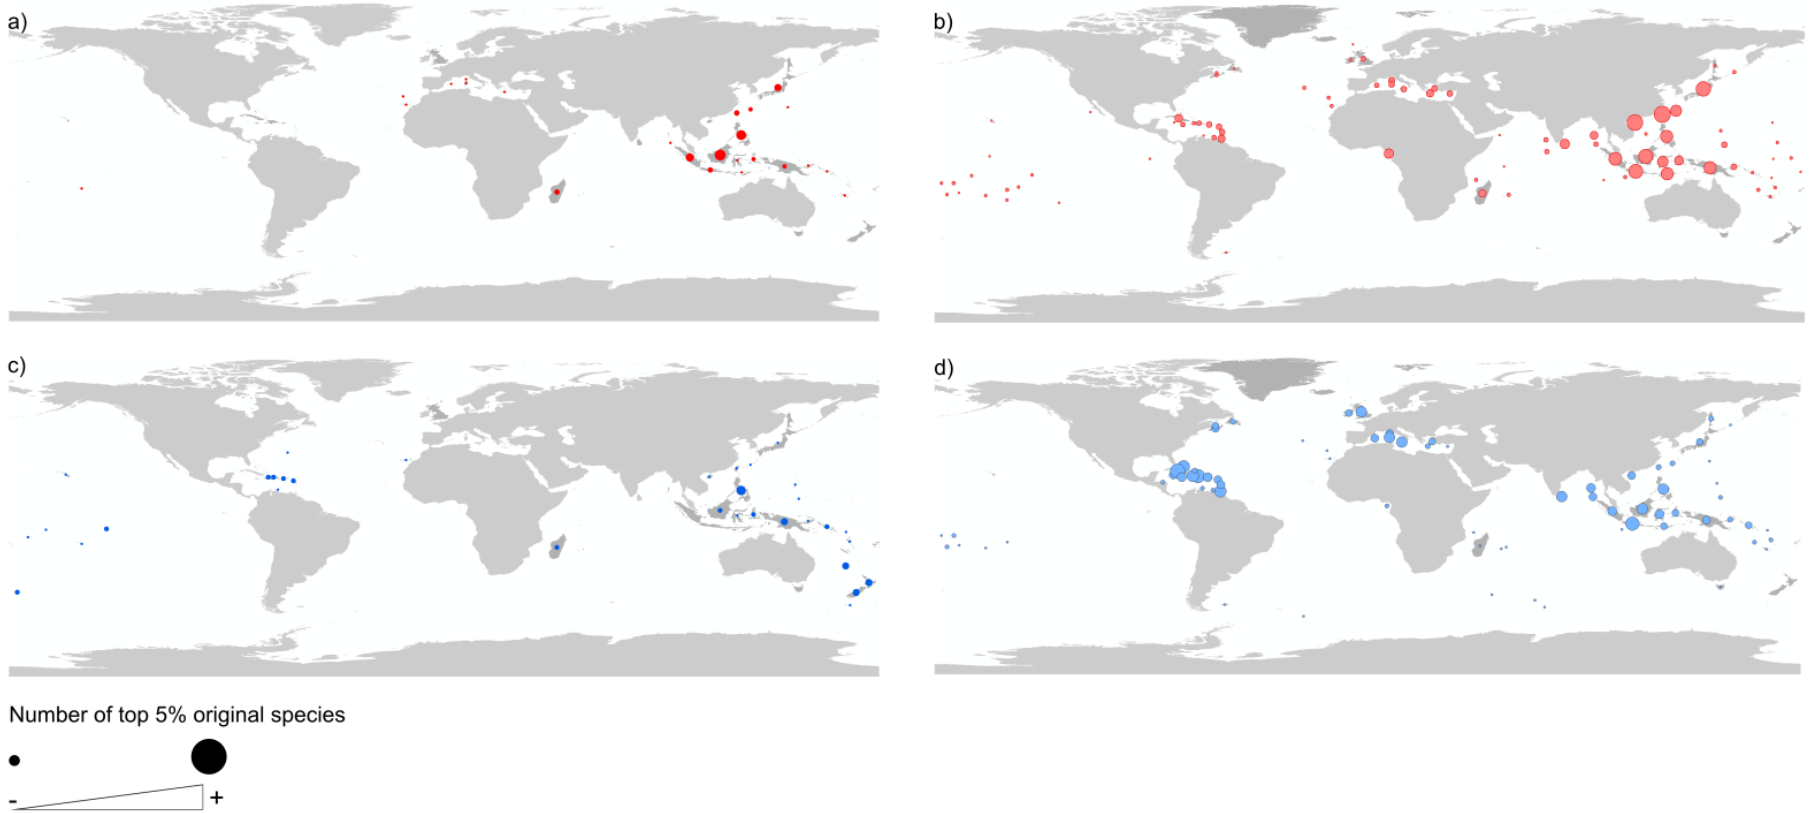 a)
b)
c)
d)
Number of top 5% original species
- +